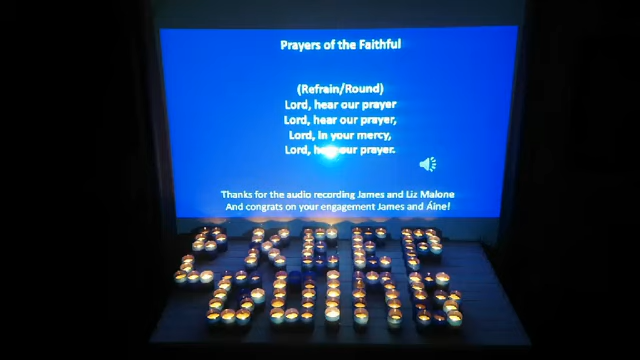 Prayers of the Faithful
(Refrain/Round)
Lord, hear our prayer
Lord, hear our prayer,
Lord, in your mercy,
Lord, hear our prayer.
Thanks for the audio recording James and Liz Malone
And congrats on your engagement James and Áine!